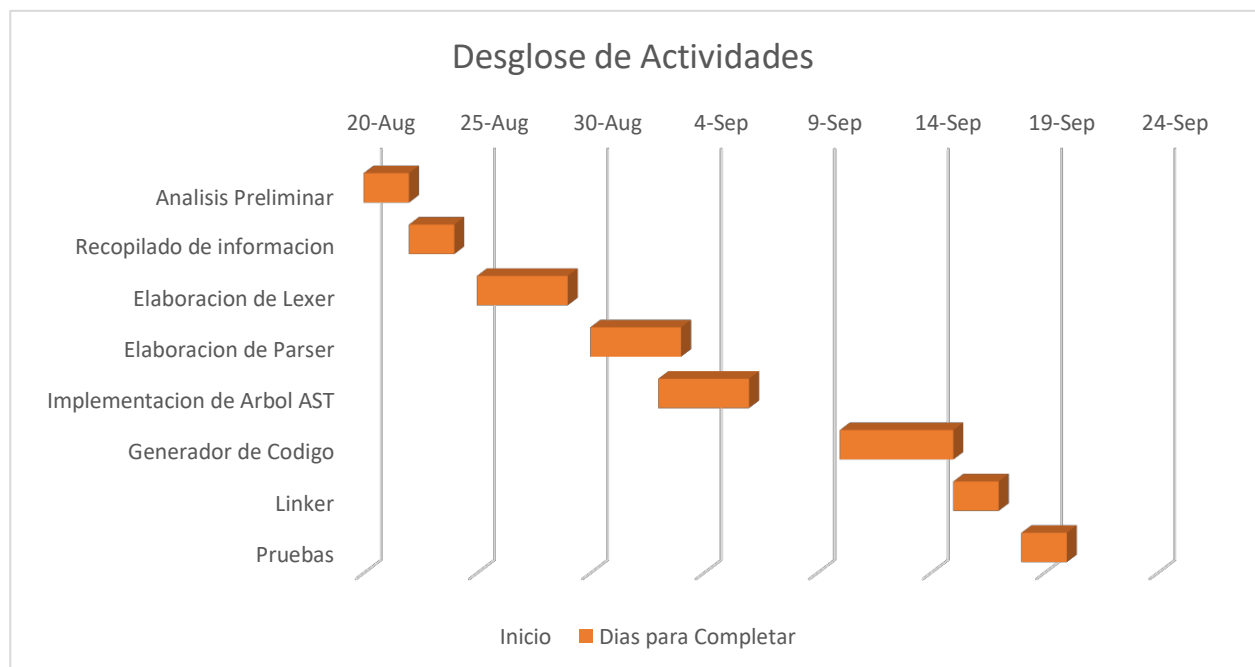 Desglose de Actividades
20-Aug 25-Aug 30-Aug 4-Sep 9-Sep 14-Sep 19-Sep 24-Sep
Analisis Preliminar
Recopilado de informacion
Elaboracion de Lexer
Elaboracion de Parser
Implementacion de Arbol AST
Generador de Codigo
Linker
Pruebas
Inicio Dias para Completar